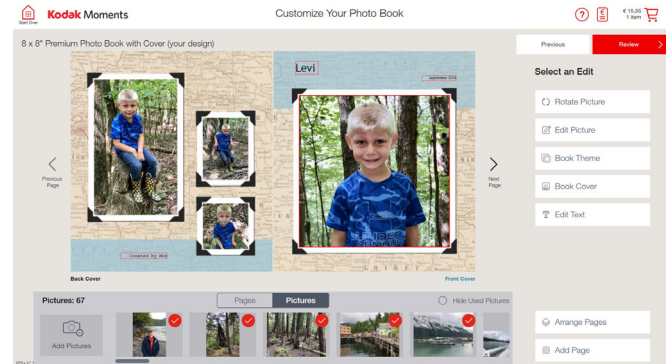 Start Over
Kodak Moments
Customize Your Photo Book
?
€ 15,55
1 item
8 x 8" Premium Photo Book with Cover (your design)
Previous
Review
Select an Edit
Rotate Picture
Edit Picture
Book Theme
Book Cover
Edit Text
Levi
September 2018
Previous
Page
Next
Page
Created by Mom
UNDER
ARMOUR
Back Cover
Front Cover
Pictures: 67
Pages
Pictures
Hide Used Pictures
Add Pictures
Arrange Pages
Add Page